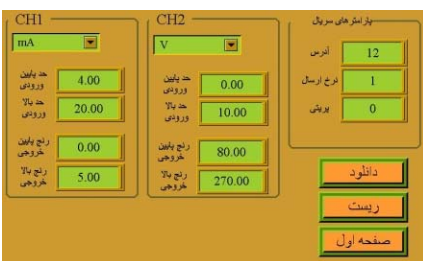 CH1
mA
حد پایین ورودی
4.00
حد بالا ورودی
20.00
رنج پایین خروجی
0.00
رنج بالا خروجی
5.00
CH2
V
حد پایین ورودی
0.00
حد بالا ورودی
10.00
رنج پایین خروجی
80.00
رنج بالا خروجی
270.00
پارامترهای سریال
آدرس
12
نرخ ارسال
1
پریتی
0
دانلود
ریست
صفحه اول